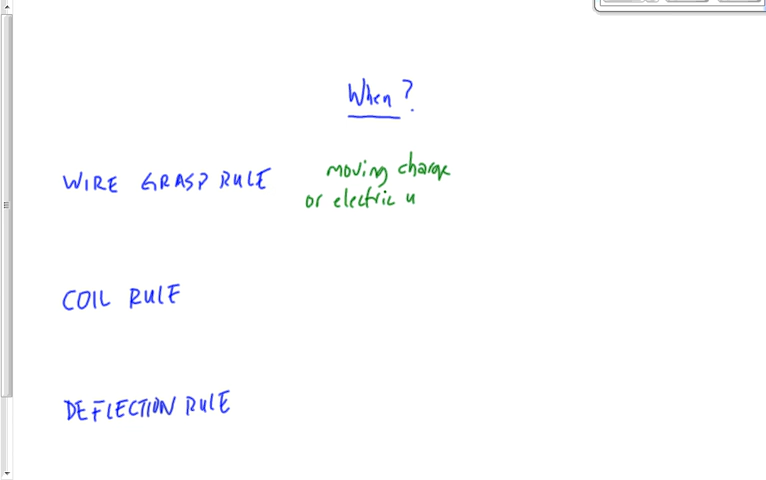 When?
WIRE GRASP RULE
moving charge
or electric u
COIL RULE
DEFLECTION RULE